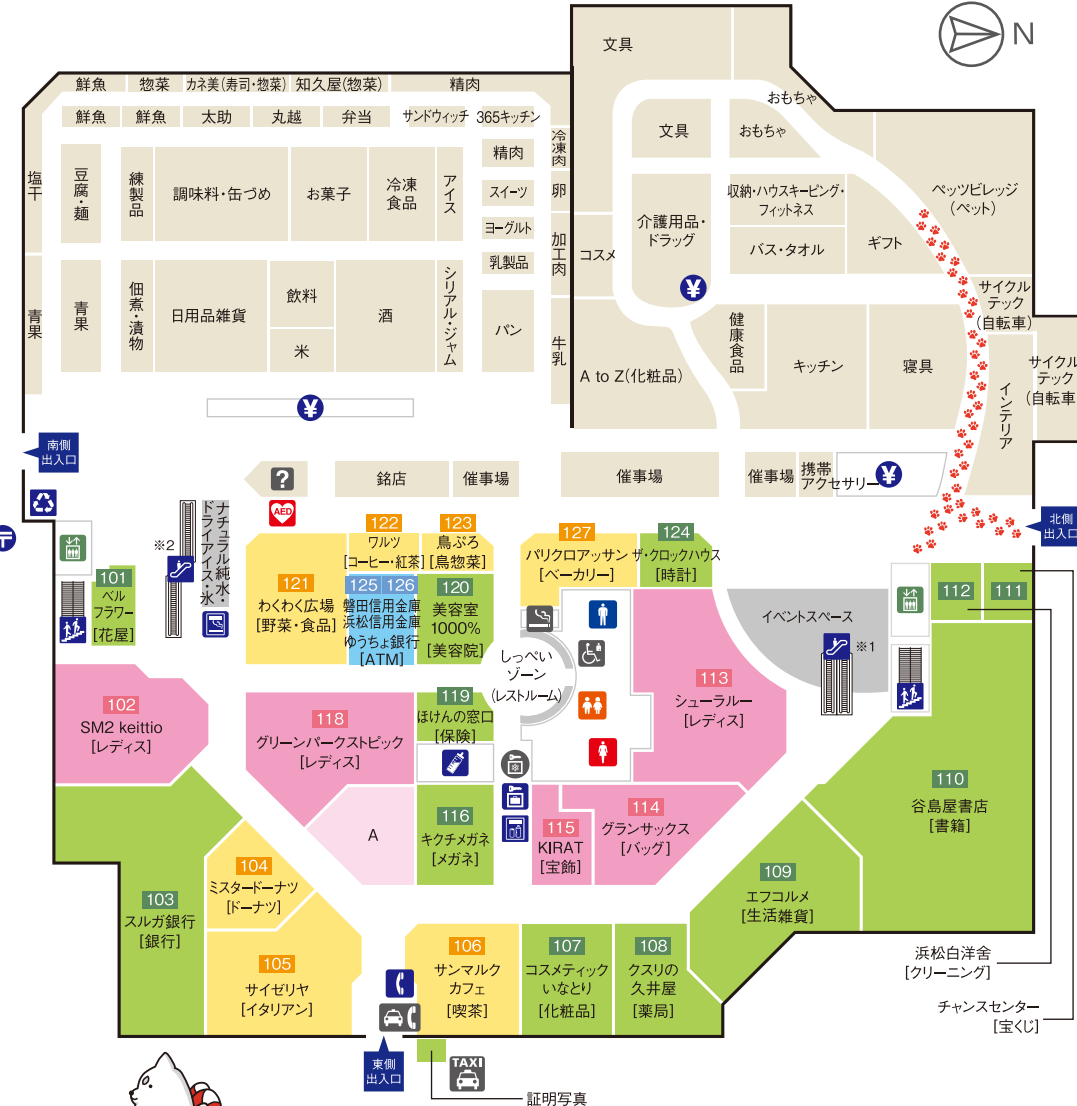 N
文具
おもちゃ
文具
おもちゃ
ペッツビレッジ
(ペット)
収納・ハウスキーピング・
フィットネス
バス・タオル
ギフト
介護用品・
ドラッグ
コスメ
¥
サイクル
テック
(自転車)
サイクル
テック
(自転車
健康食品
キッチン
寝具
インテリア
A to Z(化粧品)
鮮魚
惣菜
カネ美(寿司・惣菜)
知久屋(惣菜)
精肉
鮮魚
鮮魚
太助
丸越
弁当
サンドウィッチ
365キッチン
冷凍肉
精肉
塩干
豆腐・麺
練製品
調味料・缶づめ
お菓子
冷凍
食品
アイス
スイーツ
卵
ヨーグルト
加工肉
乳製品
青果
青果
佃煮・漬物
日用品雑貨
飲料
米
酒
シリアル・ジャム
パン
牛乳
¥
南側
出入口
?
AED
銘店
催事場
催事場
催事場
携帯
アクセサリー
¥
北側
出入口
〒
※2
ナチュラル純水・
ドライアイス・氷
101
ベル
フラワー
[花屋]
121
わくわく広場
[野菜・食品]
122
ワルツ
[コーヒー・紅茶]
123
鳥ぷろ
[鳥惣菜]
125
126
磐田信用金庫
浜松信用金庫
ゆうちょ銀行
[ATM]
120
美容室
1000%
[美容院]
127
パリクロアッサン
[ベーカリー]
124
ザ・クロックハウス
[時計]
112
111
イベントスペース
※1
しっぺい
ゾーン
(レストルーム)
113
シューラルー
[レディス]
102
SM2 keittio
[レディス]
118
グリーンパークストピック
[レディス]
119
ほけんの窓口
[保険]
A
116
キクチメガネ
[メガネ]
115
KIRAT
[宝飾]
114
グランサックス
[バッグ]
110
谷島屋書店
[書籍]
109
エフコルメ
[生活雑貨]
103
スルガ銀行
[銀行]
104
ミスタードーナツ
[ドーナツ]
105
サイゼリヤ
[イタリアン]
106
サンマルク
カフェ
[喫茶]
107
コスメティック
いなとり
[化粧品]
108
クスリの
久井屋
[薬局]
浜松白洋舎
[クリーニング]
チャンスセンター
[宝くじ]
東側
出入口
TAXI
証明写真